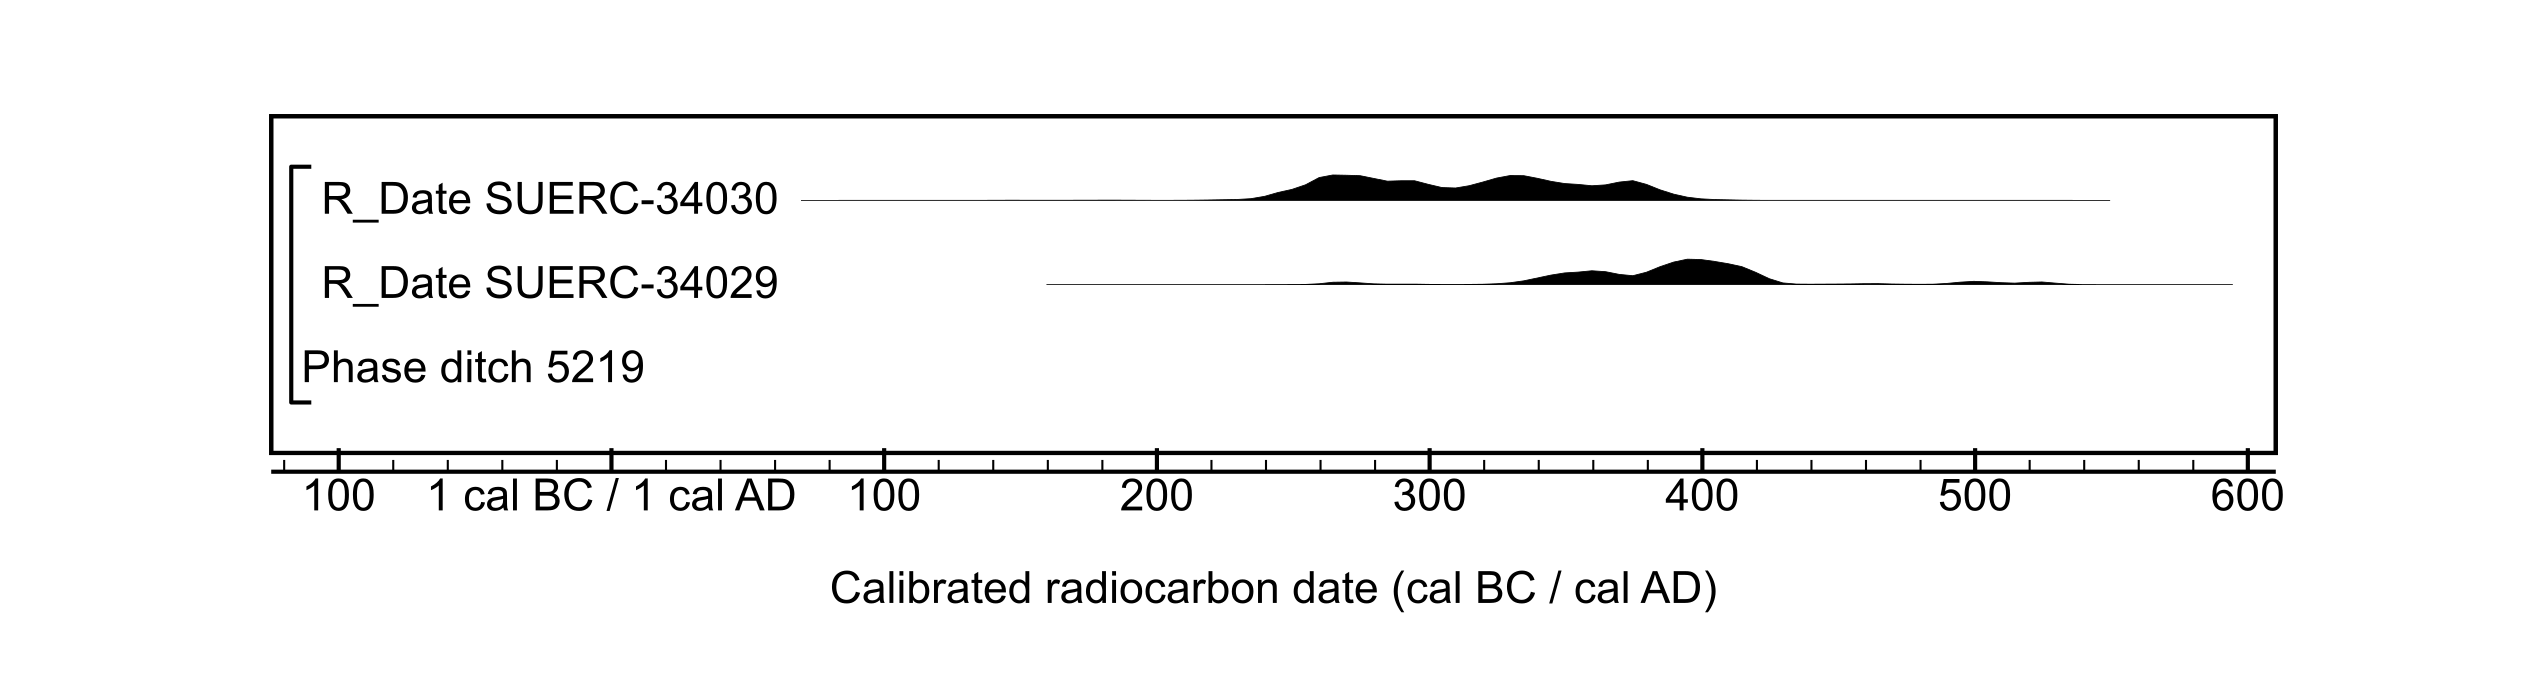 R_Date SUERC-34030
R_Date SUERC-34029
Phase ditch 5219
100 1 cal BC / 1 cal AD 100 200 300 400 500 600
Calibrated radiocarbon date (cal BC / cal AD)